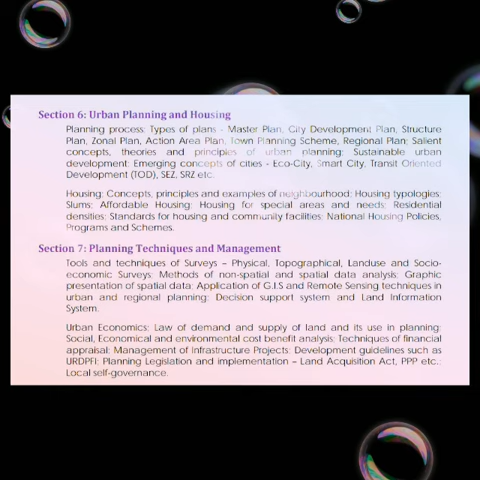 Section 6: Urban Planning and Housing
Planning process: Types of plans - Master Plan, City Development Plan, Structure
Plan, Zonal Plan, Action Area Plan, Town Planning Scheme, Regional Plan; Salient
concepts, theories and principles of urban planning; Sustainable urban
development; Emerging concepts of cities - Eco-City, Smart City, Transit Oriented
Development (TOD), SEZ, SRZ etc.
Housing; Concepts, principles and examples of neighbourhood; Housing typologies;
Slums; Affordable Housing; Housing for special areas and needs; Residential
densities; Standards for housing and community facilities; National Housing Policies,
Programs and Schemes.
Section 7: Planning Techniques and Management
Tools and techniques of Surveys – Physical, Topographical, Landuse and Socio-
economic Surveys; Methods of non-spatial and spatial data analysis; Graphic
presentation of spatial data; Application of G.I.S and Remote Sensing techniques in
urban and regional planning; Decision support system and Land Information
System.
Urban Economics; Law of demand and supply of land and its use in planning;
Social, Economical and environmental cost benefit analysis; Techniques of financial
appraisal; Management of Infrastructure Projects; Development guidelines such as
URDPFI; Planning Legislation and implementation – Land Acquisition Act, PPP etc.;
Local self-governance.